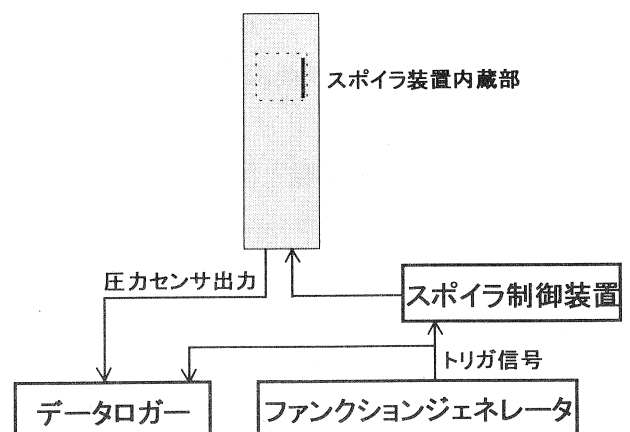 スポイラ装置内蔵部
圧力センサ出力
スポイラ制御装置
トリガ信号
データロガー
ファンクションジェネレータ